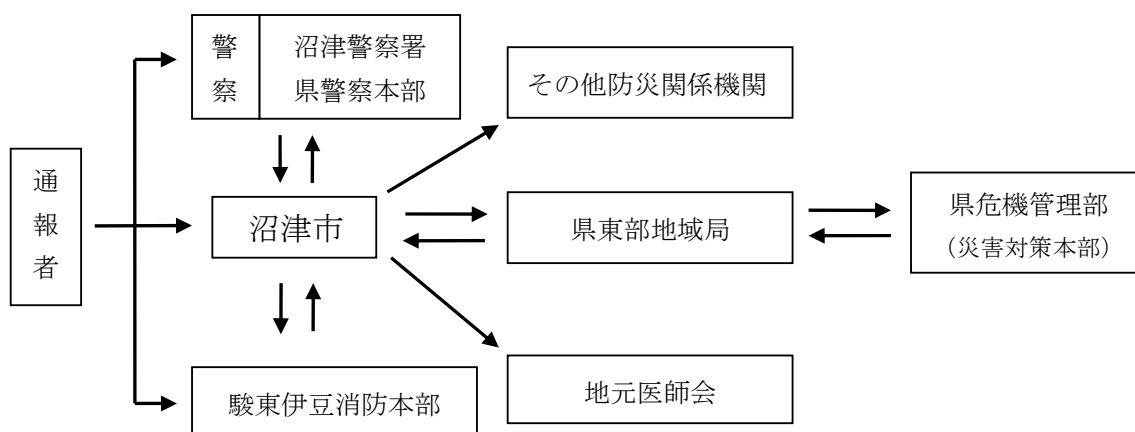 通報者
警察
沼津警察署
県警察本部
沼津市
駿東伊豆消防本部
その他防災関係機関
県東部地域局
地元医師会
県危機管理部
（災害対策本部）